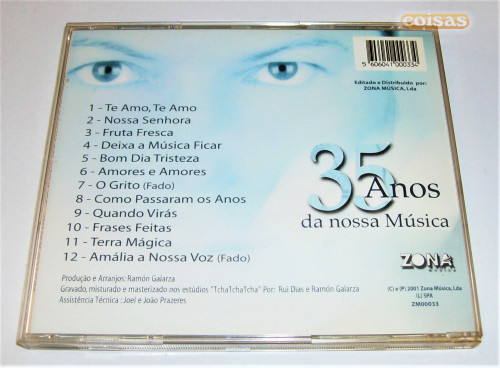 coisas
5 606041 000334
Editado e Distribuído por:
ZONA MÚSICA, Lda
1 - Te Amo, Te Amo
2 - Nossa Senhora
3 - Fruta Fresca
4 - Deixa a Música Ficar
5 - Bom Dia Tristeza
6 - Amores e Amores
7 - O Grito (Fado)
8 - Como Passaram os Anos
9 - Quando Virás
10 - Frases Feitas
11 - Terra Mágica
12 - Amália a Nossa Voz (Fado)
35 Anos
da nossa Música
ZONA
MÚSICA
Produção e Arranjos: Ramón Galarza
Gravado, misturado e masterizado nos estúdios "TchaTchaTcha" Por: Rui Dias e Ramón Galarza
Assistência Técnica : Joel e João Prazeres
(C) e (P) 2001 Zona Música, Lda
(L) SPA
ZM00033